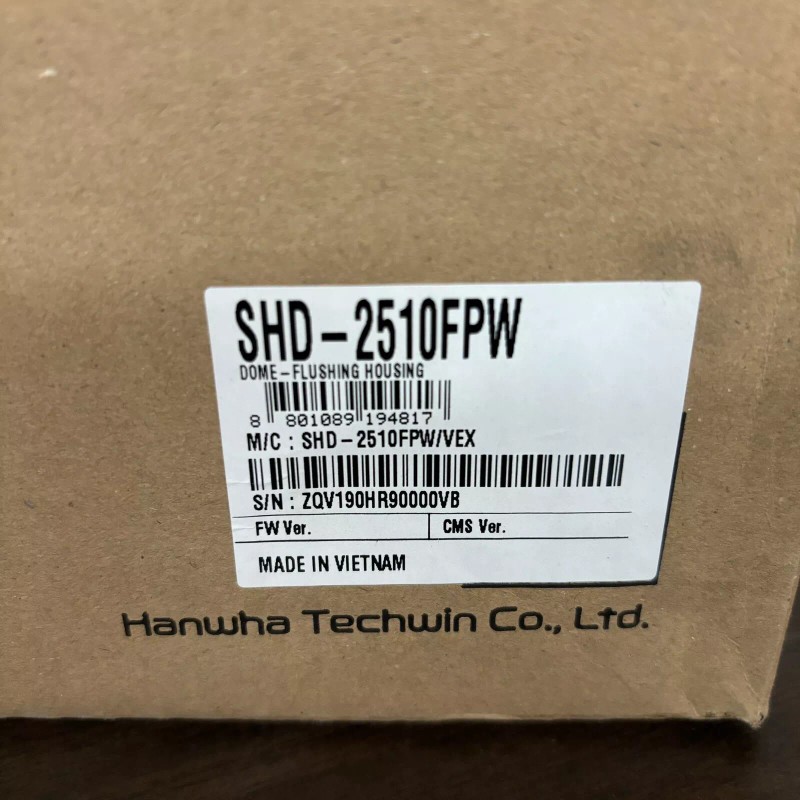 SHD-2510FPW
DOME-FLUSHING HOUSING
8 801089 194817
M/C : SHD-2510FPW/VEX
S/N : ZQV190HR90000VB
FW Ver. CMS Ver.
MADE IN VIETNAM
Hanwha Techwin Co., Ltd.